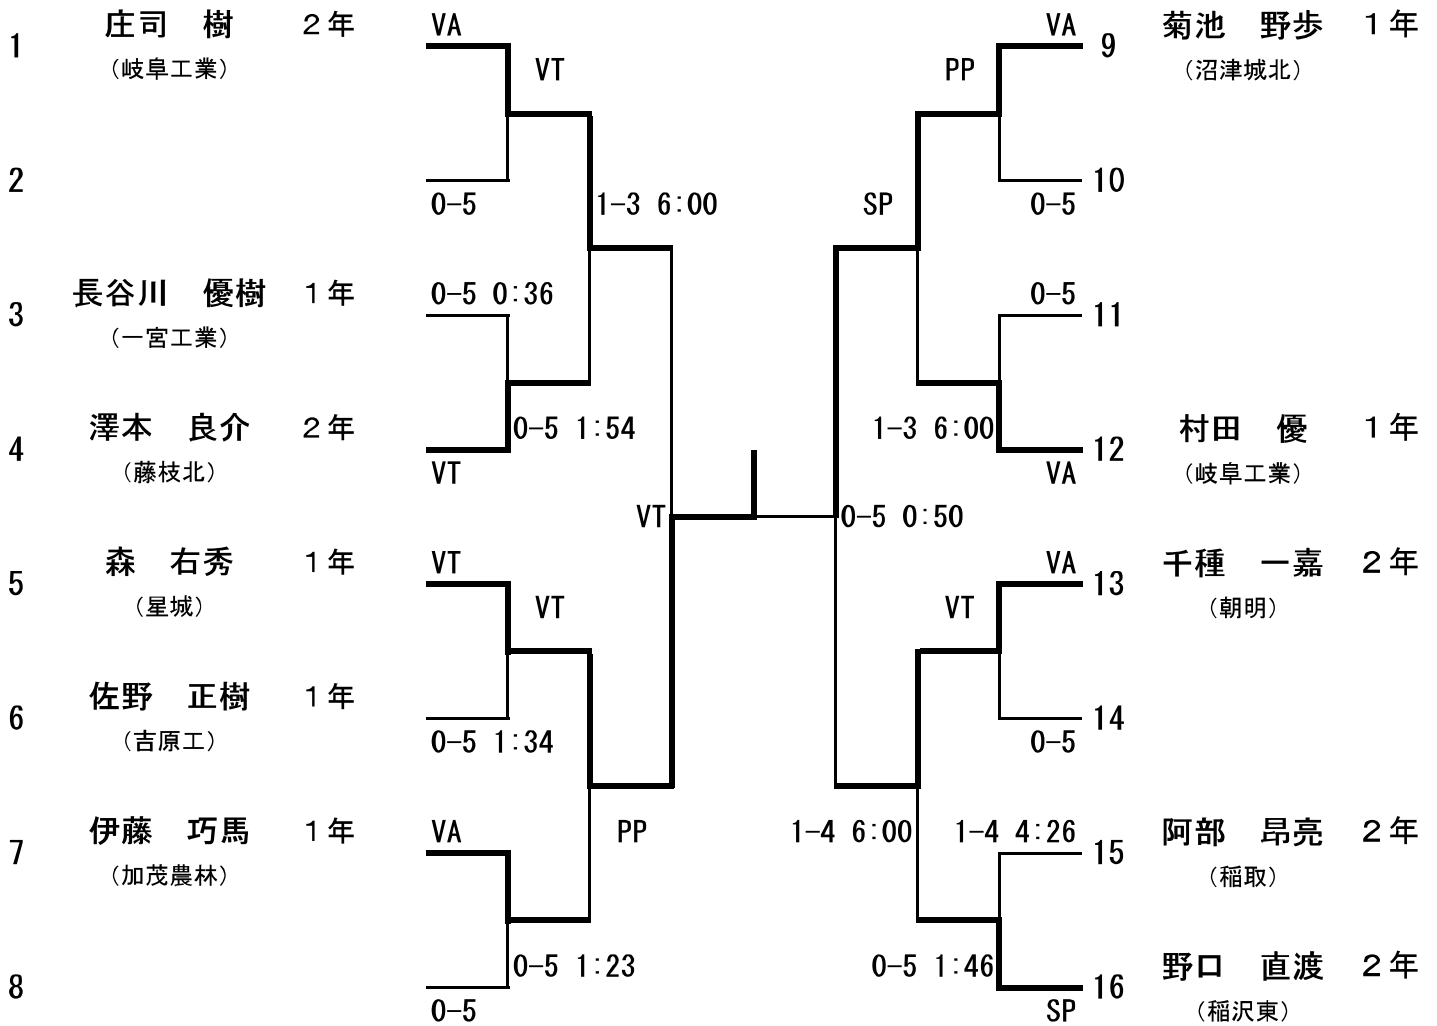 1 庄司　樹 ２年 VA
（岐阜工業）
VT
2
0−5
1−3 6:00
3 長谷川　優樹 １年 0−5 0:36
（一宮工業）
4 澤本　良介 ２年 0−5 1:54
（藤枝北） VT
5 森　右秀 １年 VT
（星城） VT
6 佐野　正樹 １年
（吉原工） 0−5 1:34
7 伊藤　巧馬 １年 VA PP
（加茂農林）
0−5 1:23
8
0−5
VT 0−5 0:50
VA 9 菊池　野歩 １年
PP （沼津城北）
10
SP 0−5
0−5
11
1−3 6:00 12 村田　優 １年
VA （岐阜工業）
VA 13 千種　一嘉 ２年
VT （朝明）
14
0−5
1−4 6:00 1−4 4:26 15 阿部　昂亮 ２年
（稲取）
0−5 1:46 16 野口　直渡 ２年
SP （稲沢東）